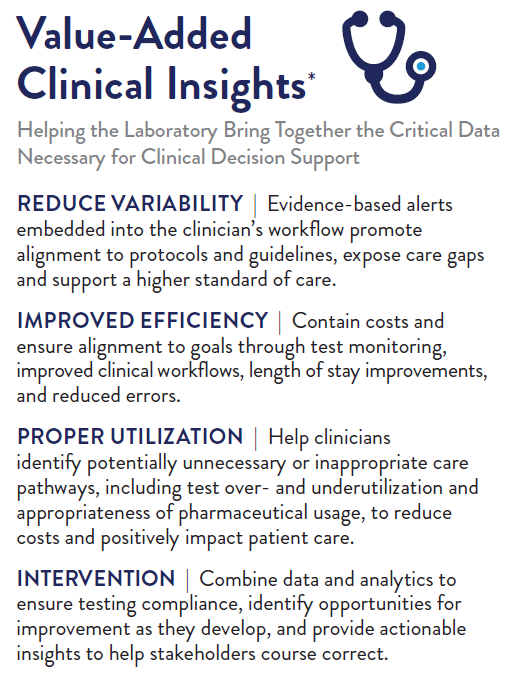 Value-Added
Clinical Insights*
Helping the Laboratory Bring Together the Critical Data
Necessary for Clinical Decision Support
REDUCE VARIABILITY | Evidence-based alerts
embedded into the clinician's workflow promote
alignment to protocols and guidelines, expose care gaps
and support a higher standard of care.
IMPROVED EFFICIENCY | Contain costs and
ensure alignment to goals through test monitoring,
improved clinical workflows, length of stay improvements,
and reduced errors.
PROPER UTILIZATION | Help clinicians
identify potentially unnecessary or inappropriate care
pathways, including test over- and underutilization and
appropriateness of pharmaceutical usage, to reduce
costs and positively impact patient care.
INTERVENTION | Combine data and analytics to
ensure testing compliance, identify opportunities for
improvement as they develop, and provide actionable
insights to help stakeholders course correct.